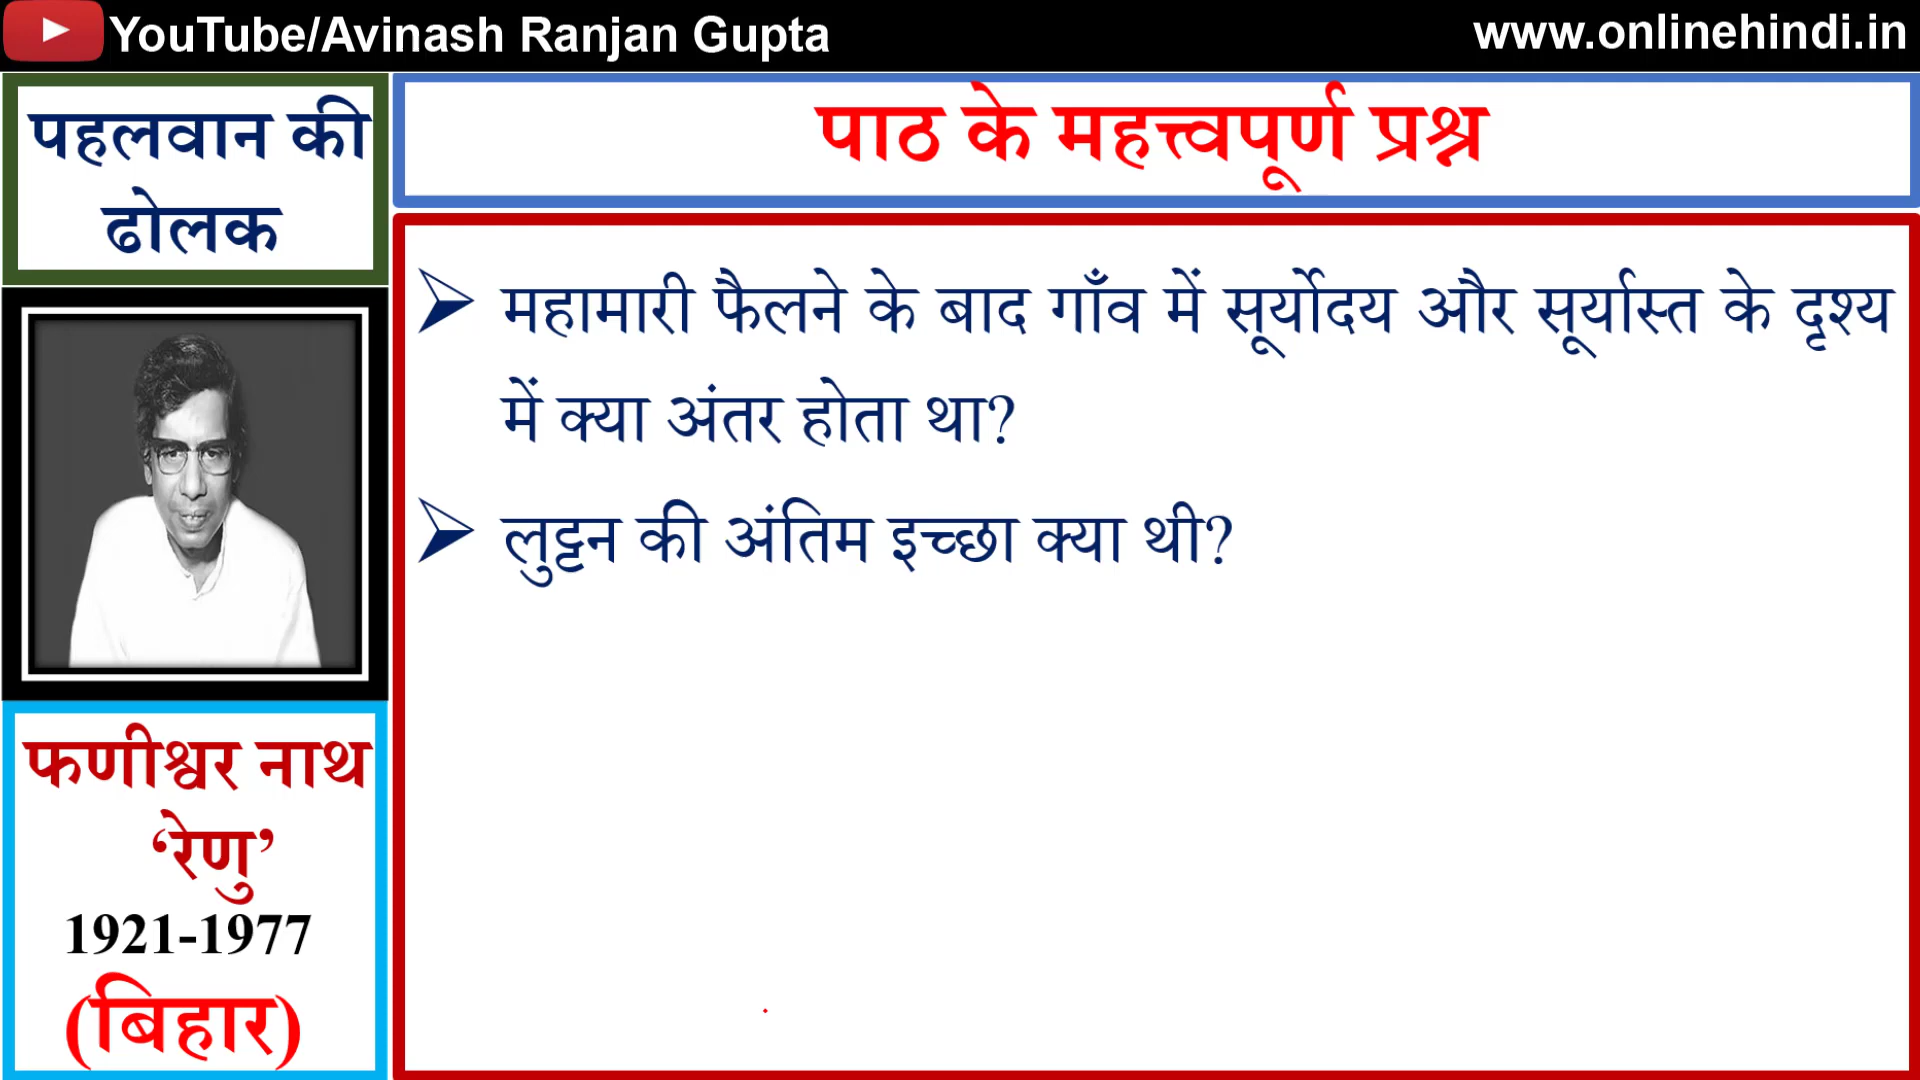 YouTube/Avinash Ranjan Gupta
www.onlinehindi.in
पहलवान की
ढोलक
पाठ के महत्त्वपूर्ण प्रश्न
महामारी फैलने के बाद गाँव में सूर्योदय और सूर्यास्त के दृश्य
में क्या अंतर होता था?
लुट्टन की अंतिम इच्छा क्या थी?
फणीश्वर नाथ
‘रेणु’
1921-1977
(बिहार)